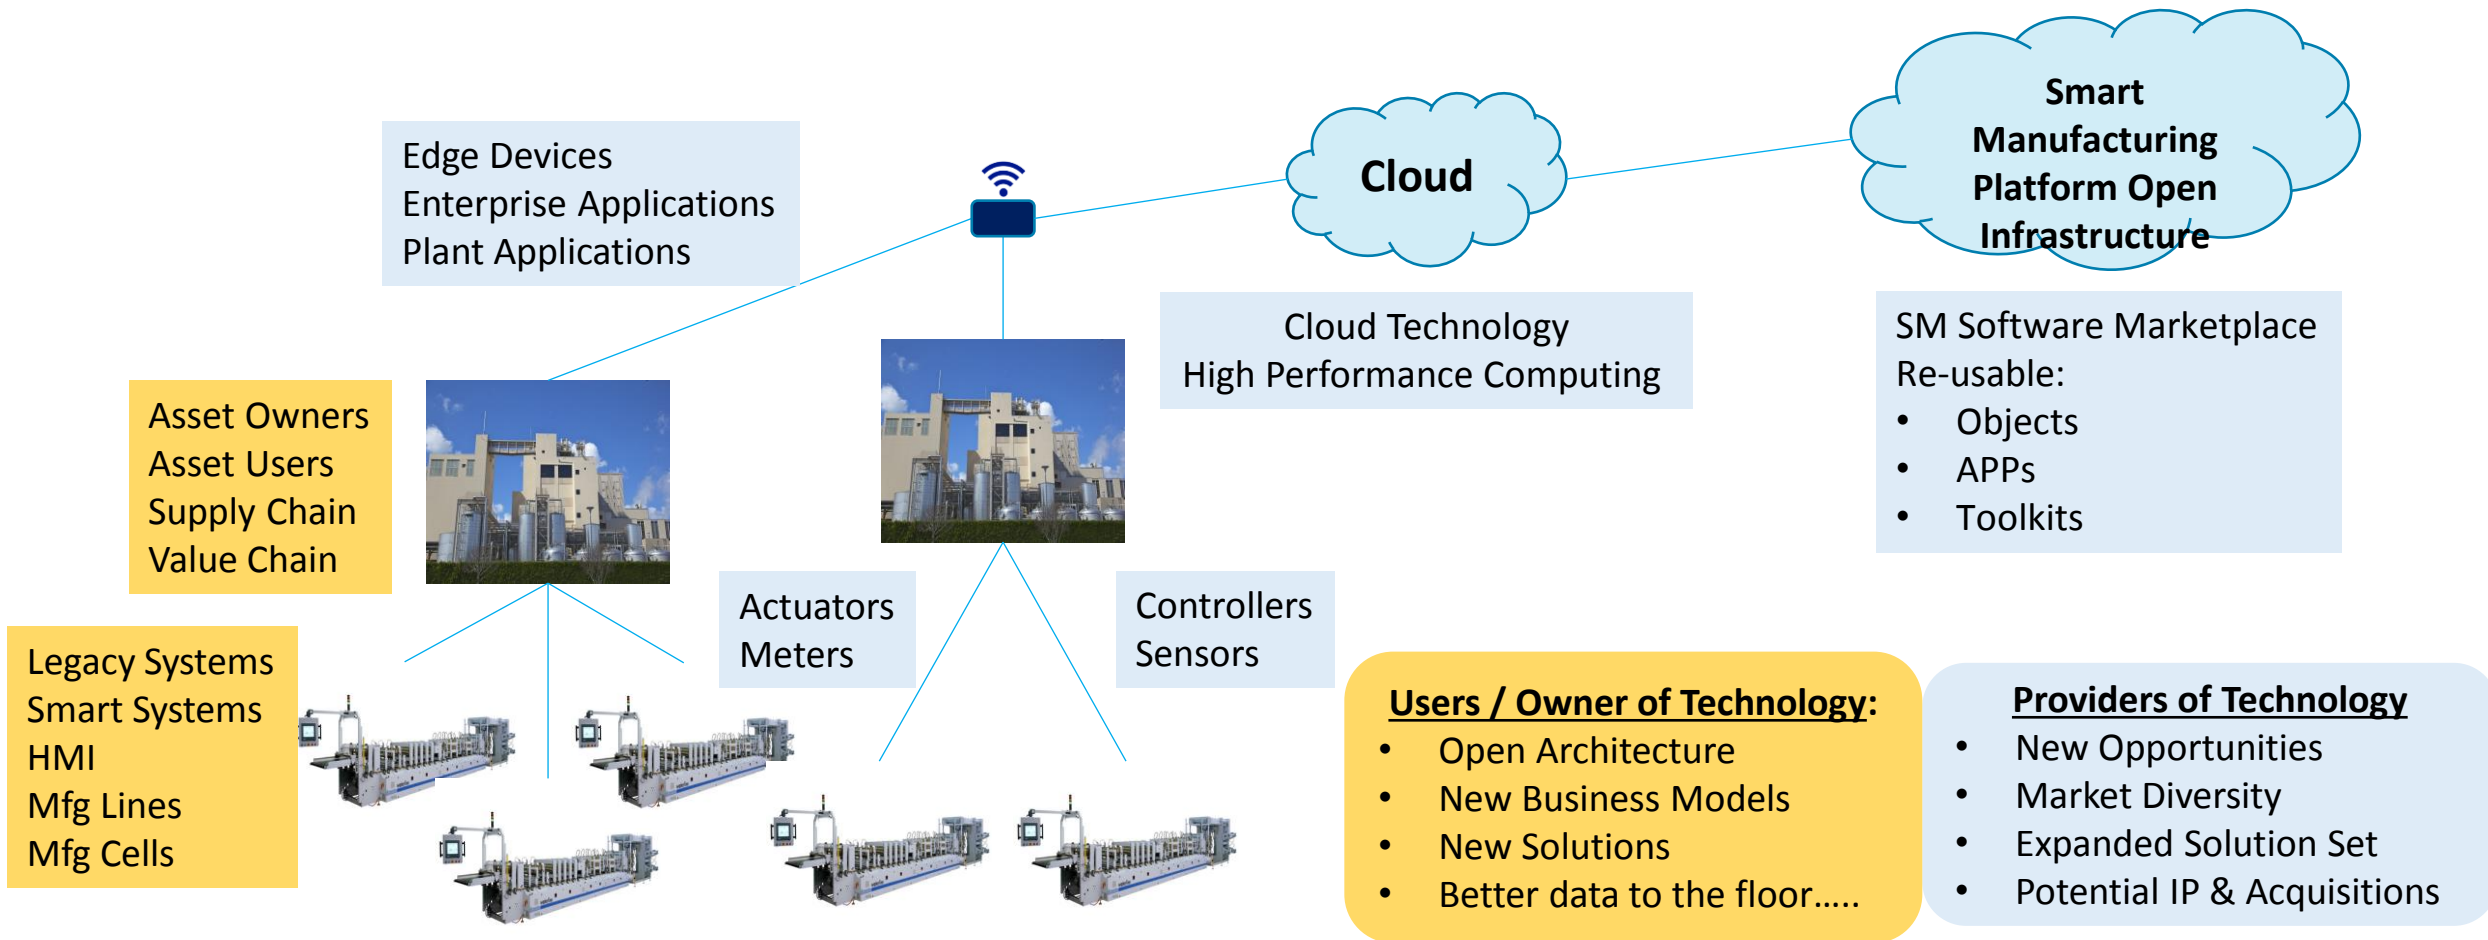 Smart
Manufacturing
Platform Open
Infrastructure
Cloud
Edge Devices
Enterprise Applications
Plant Applications
Cloud Technology
High Performance Computing
SM Software Marketplace
Re-usable:
• Objects
• APPs
• Toolkits
Asset Owners
Asset Users
Supply Chain
Value Chain
Actuators
Meters
Controllers
Sensors
Legacy Systems
Smart Systems
HMI
Mfg Lines
Mfg Cells
Users / Owner of Technology:
• Open Architecture
• New Business Models
• New Solutions
• Better data to the floor.....
Providers of Technology
• New Opportunities
• Market Diversity
• Expanded Solution Set
• Potential IP & Acquisitions